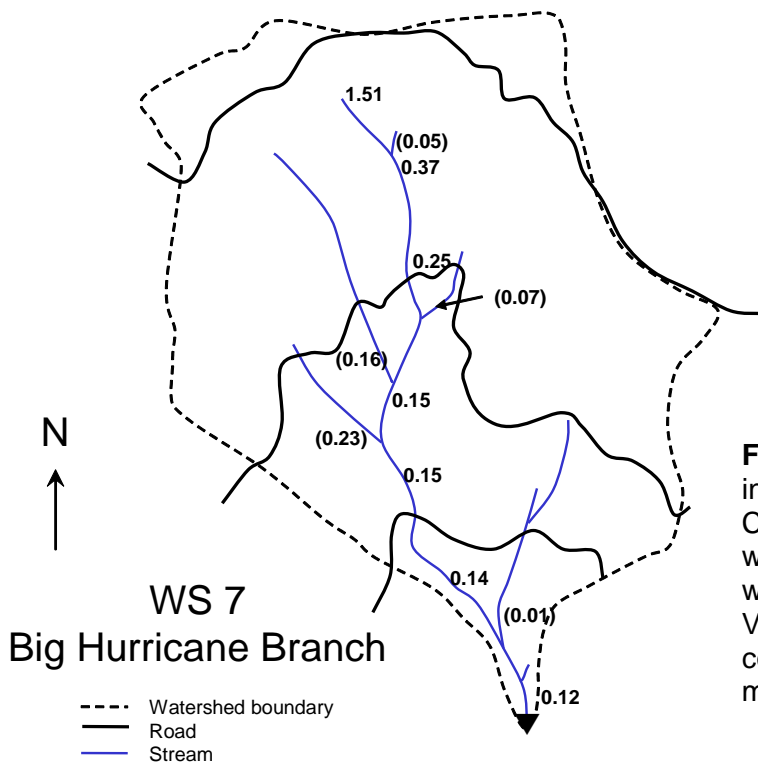 1.51
(0.05)
0.37
0.25
(0.07)
(0.16)
0.15
(0.23)
0.15
N
0.14
(0.01)
0.12
WS 7
Big Hurricane Branch
Watershed boundary
Road
Stream
F
in
C
w
w
V
c
m